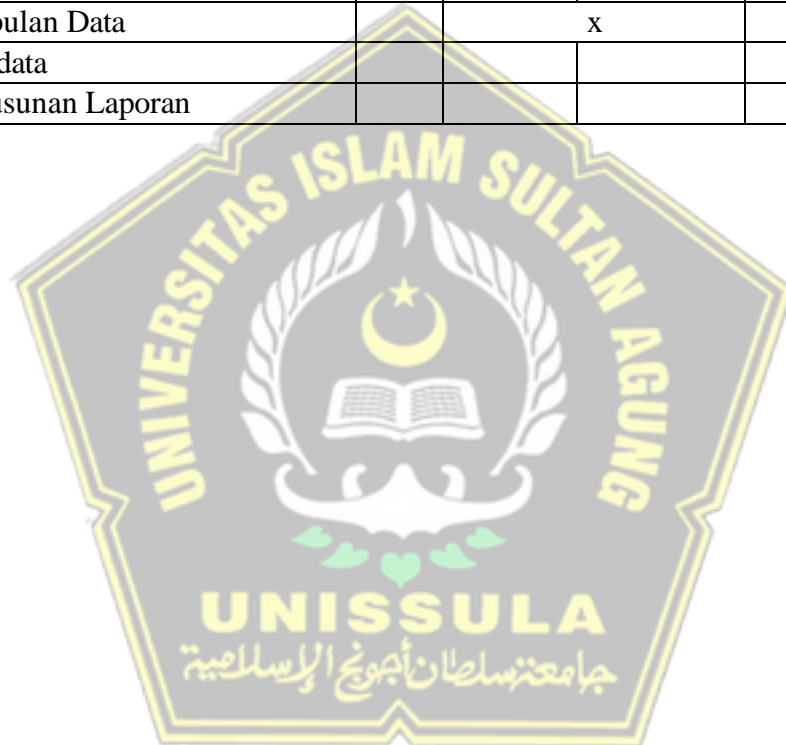 pulan Data x
data
usunan Laporan
UNIVERSITAS ISLAM SULTAN AGUNG
UNISSULA
جامعة سلطان أجونج الإسلامية